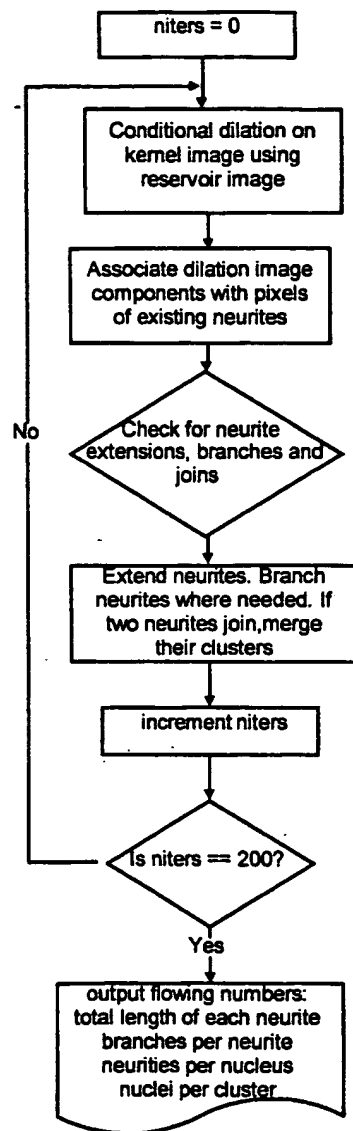 niters = 0
Conditional dilation on
kernel image using
reservoir image
Associate dilation image
components with pixels
of existing neurites
Check for neurite
extensions, branches and
joins
No
Extend neurites. Branch
neurites where needed. If
two neurites join,merge
their clusters
increment niters
Is niters == 200?
Yes
output flowing numbers:
total length of each neurite
branches per neurite
neurities per nucleus
nuclei per cluster